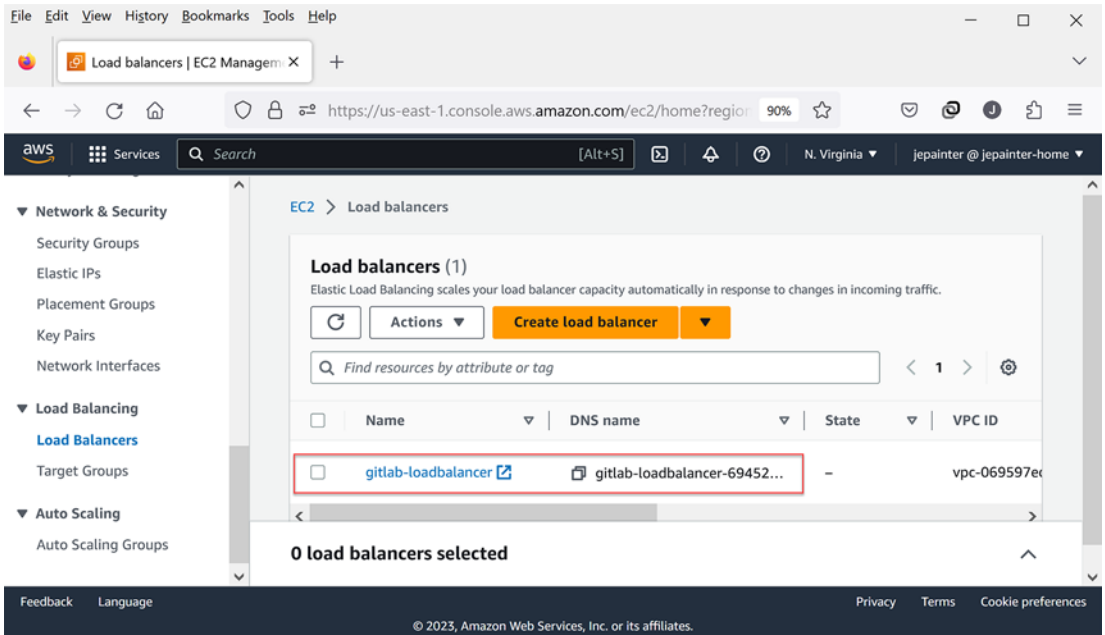 File Edit View History Bookmarks Tools Help
Load balancers | EC2 Managem
https://us-east-1.console.aws.amazon.com/ec2/home?region 90%
aws Services Search [Alt+S] N. Virginia jepainter @ jepainter-home
Network & Security
Security Groups
Elastic IPs
Placement Groups
Key Pairs
Network Interfaces
Load Balancing
Load Balancers
Target Groups
Auto Scaling
Auto Scaling Groups
EC2 > Load balancers
Load balancers (1)
Elastic Load Balancing scales your load balancer capacity automatically in response to changes in incoming traffic.
Actions Create load balancer
Find resources by attribute or tag < 1 >
Name DNS name State VPC ID
gitlab-loadbalancer gitlab-loadbalancer-69452... – vpc-069597e
0 load balancers selected
Feedback Language Privacy Terms Cookie preferences
© 2023, Amazon Web Services, Inc. or its affiliates.